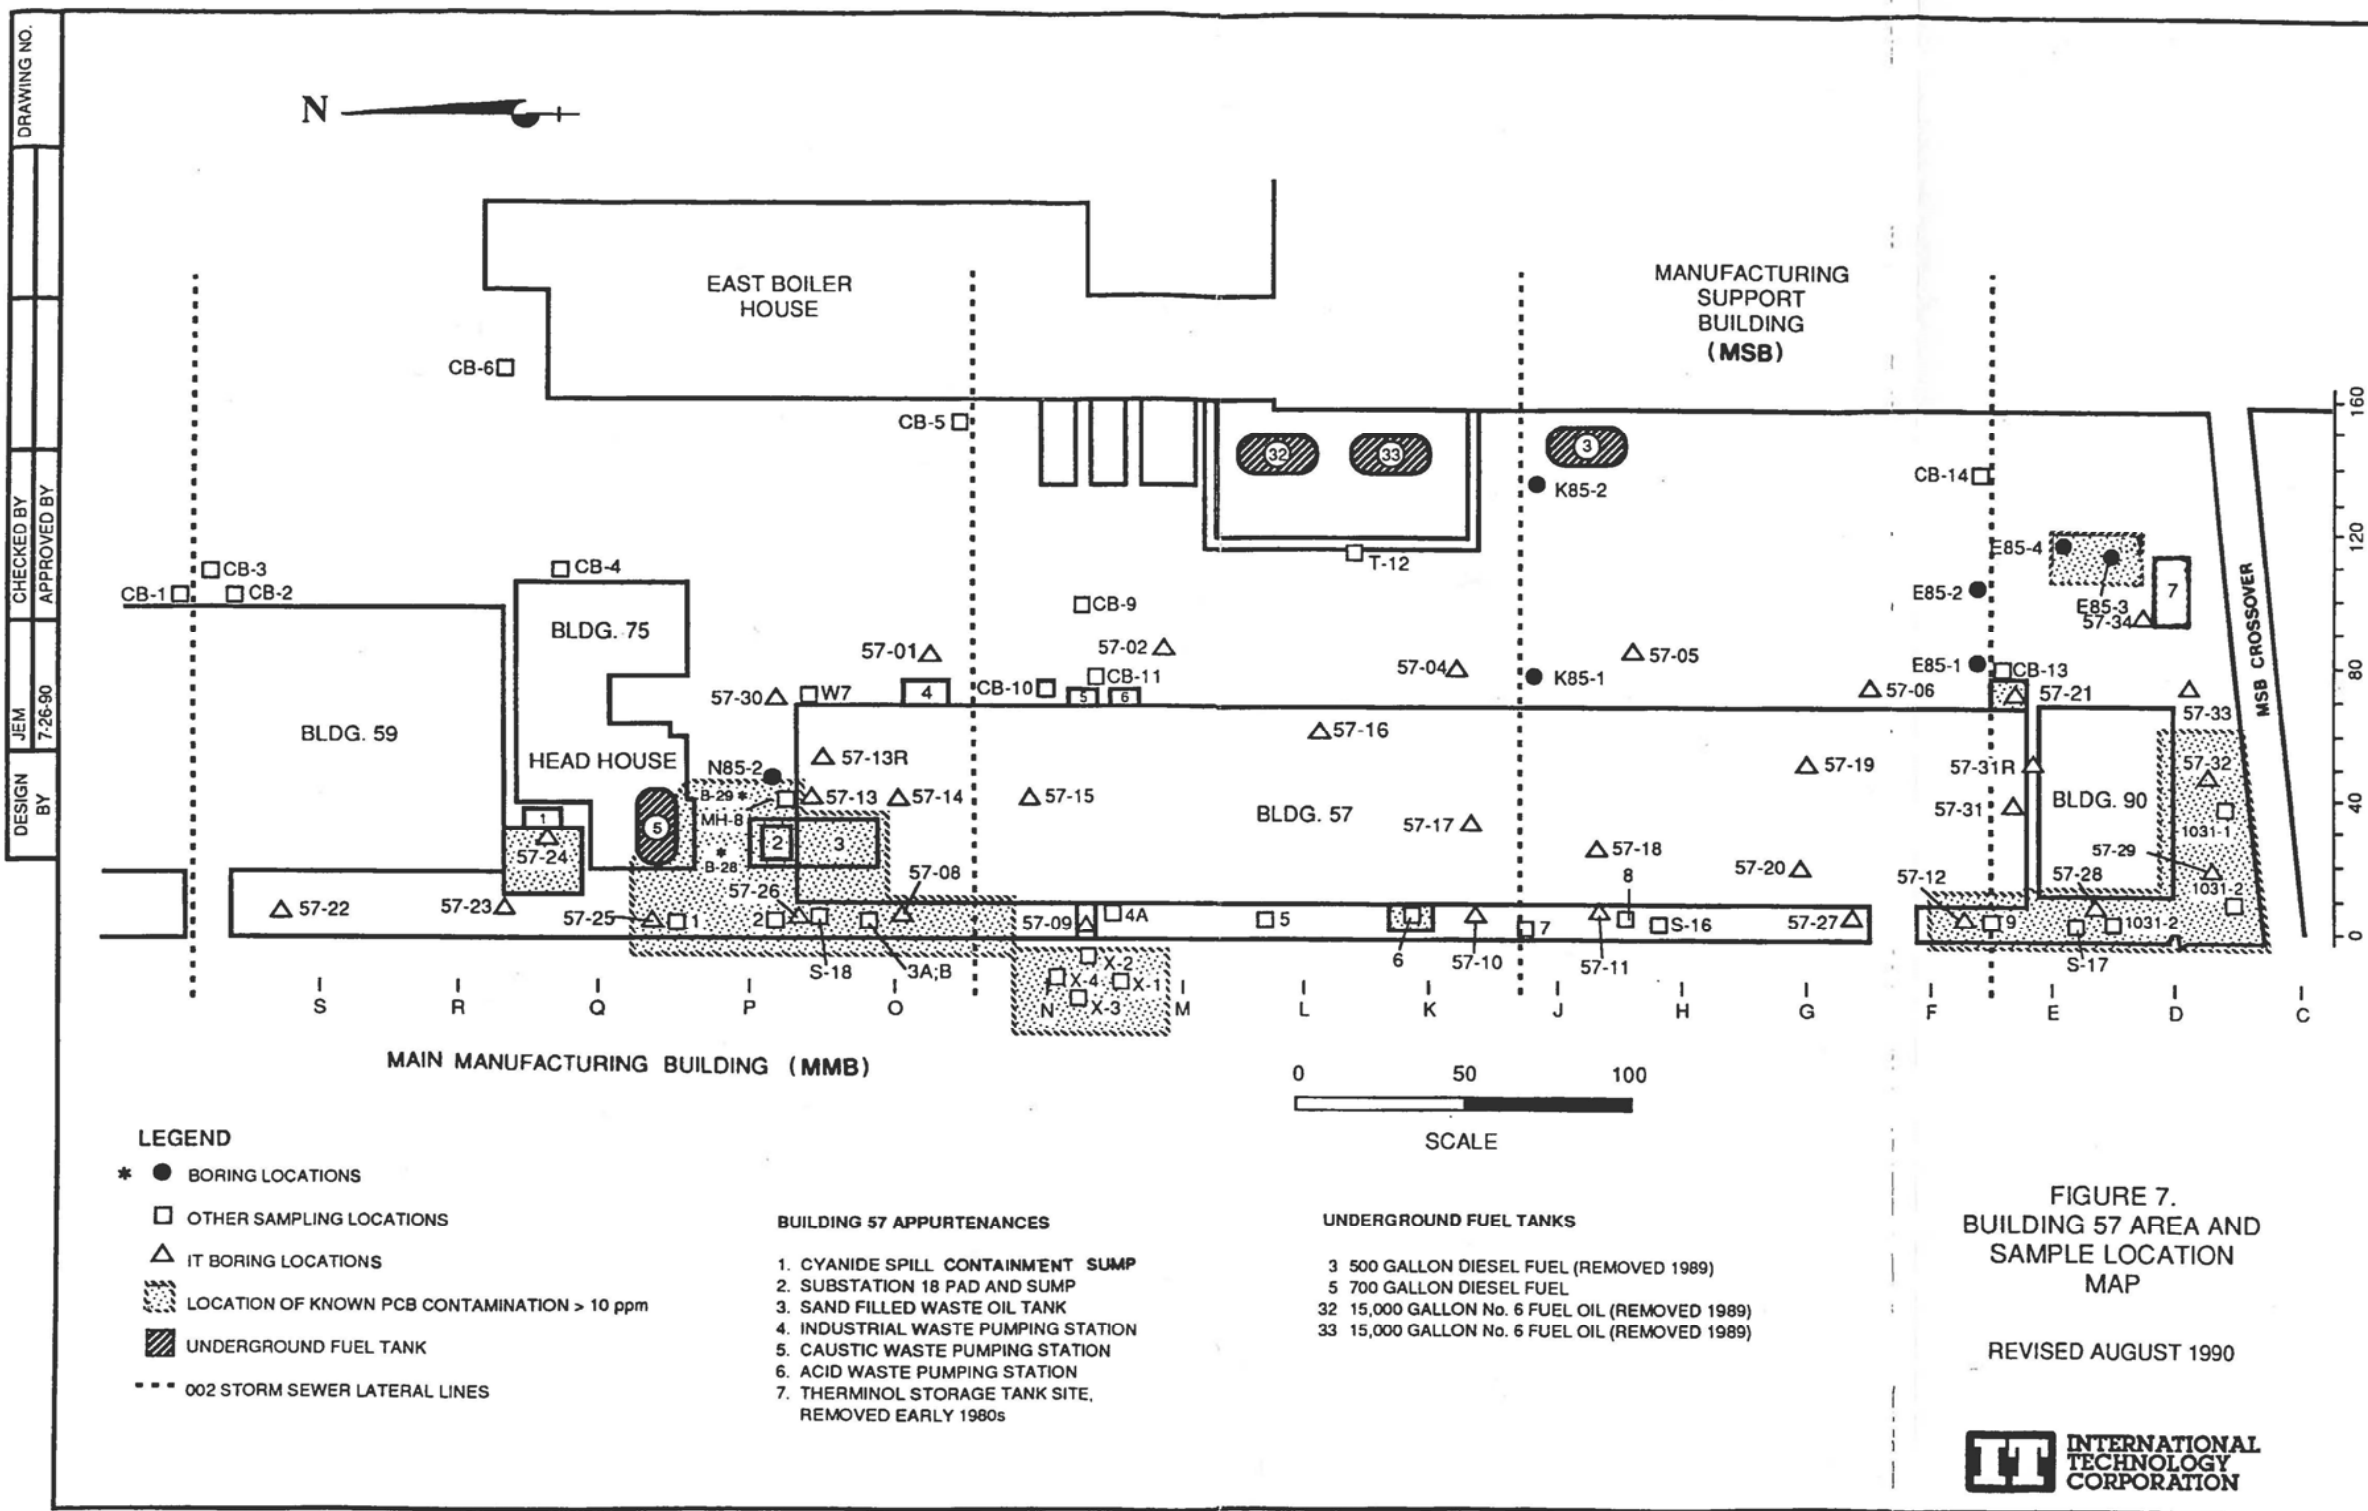 DRAWING NO.
CHECKED BY
APPROVED BY
JEM
7-26-90
DESIGN
BY
N
EAST BOILER
HOUSE
MANUFACTURING
SUPPORT
BUILDING
(MSB)
CB-6
CB-5
32
33
3
K85-2
CB-14
160
120
80
40
0
CB-1
CB-3
CB-2
CB-4
T-12
CB-9
E85-4
E85-2
E85-3
57-34
7
MSB CROSSOVER
BLDG. 75
57-01
57-02
57-04
57-05
K85-1
E85-1
CB-13
57-30
W7
4
CB-10
CB-11
5
6
57-06
57-21
57-33
BLDG. 59
HEAD HOUSE
57-13R
57-16
57-19
57-31R
57-32
N85-2
B-29 *
57-13
57-14
57-15
BLDG. 57
57-31
BLDG. 90
1
5
MH-8
2
3
57-17
1031-1
57-24
*
B-28
57-08
57-18
57-20
57-29
57-28
57-12
8
1031-2
57-22
57-23
57-25
1
57-26
2
57-09
4A
5
7
S-16
57-27
9
1031-2
S-18
3A;B
X-2
X-4
X-1
X-3
6
57-10
57-11
S-17
S
R
Q
P
O
N
M
L
K
J
H
G
F
E
D
C
MAIN MANUFACTURING BUILDING (MMB)
0 50 100
SCALE
LEGEND
* BORING LOCATIONS
OTHER SAMPLING LOCATIONS
IT BORING LOCATIONS
LOCATION OF KNOWN PCB CONTAMINATION > 10 ppm
UNDERGROUND FUEL TANK
002 STORM SEWER LATERAL LINES
BUILDING 57 APPURTENANCES
1. CYANIDE SPILL CONTAINMENT SUMP
2. SUBSTATION 18 PAD AND SUMP
3. SAND FILLED WASTE OIL TANK
4. INDUSTRIAL WASTE PUMPING STATION
5. CAUSTIC WASTE PUMPING STATION
6. ACID WASTE PUMPING STATION
7. THERMINOL STORAGE TANK SITE,
REMOVED EARLY 1980s
UNDERGROUND FUEL TANKS
3 500 GALLON DIESEL FUEL (REMOVED 1989)
5 700 GALLON DIESEL FUEL
32 15,000 GALLON No. 6 FUEL OIL (REMOVED 1989)
33 15,000 GALLON No. 6 FUEL OIL (REMOVED 1989)
FIGURE 7.
BUILDING 57 AREA AND
SAMPLE LOCATION
MAP
REVISED AUGUST 1990
IT
INTERNATIONAL
TECHNOLOGY
CORPORATION